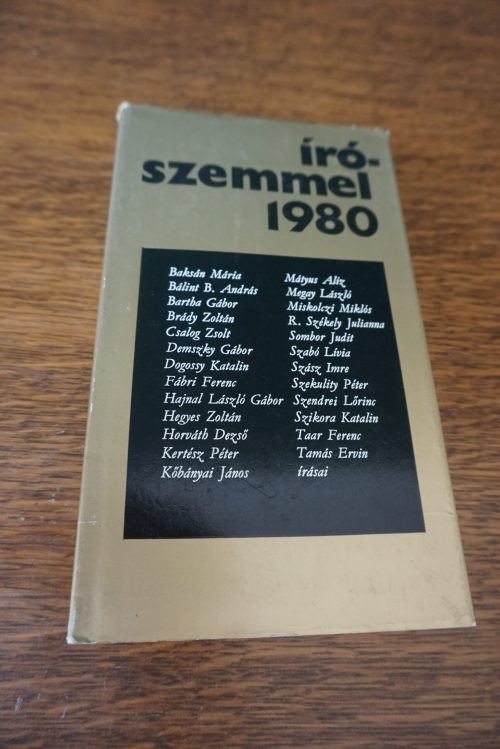 író-
szemmel
1980
Baksán Mária
Bálint B. András
Bartha Gábor
Brády Zoltán
Csalog Zsolt
Demszky Gábor
Dogossy Katalin
Fábri Ferenc
Hajnal László Gábor
Hegyes Zoltán
Horváth Dezső
Kertész Péter
Kőbányai János
Mátyus Aliz
Megay László
Miskolczi Miklós
R. Székely Julianna
Sombor Judit
Szabó Lívia
Szász Imre
Szekulity Péter
Szendrei Lőrinc
Szikora Katalin
Taar Ferenc
Tamás Ervin
írásai